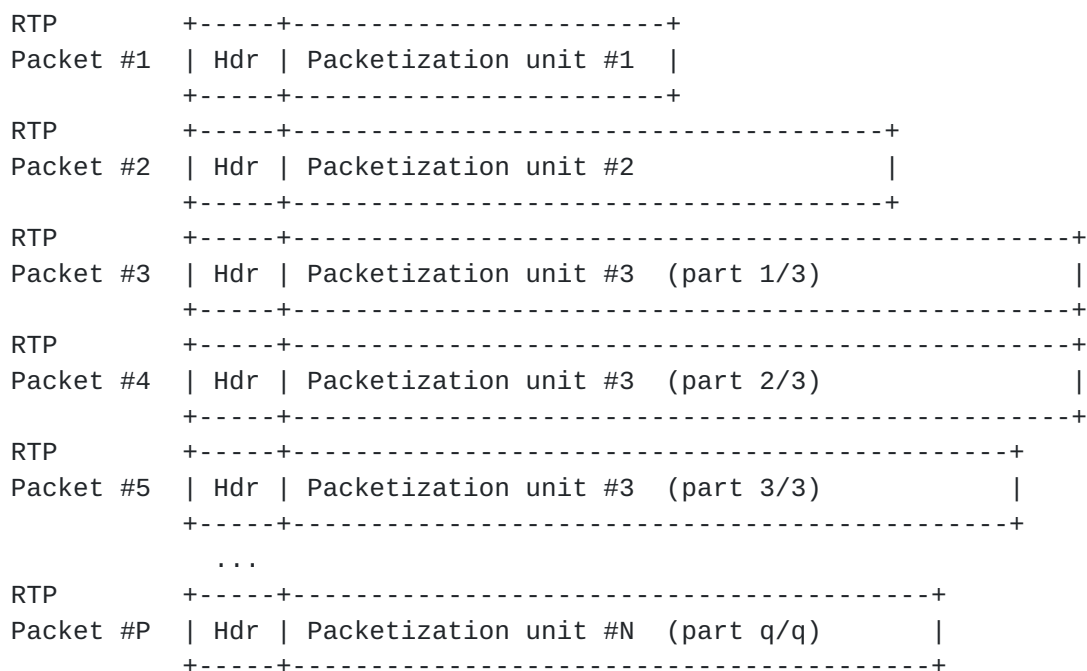 RTP         +-----+------------------------+
Packet #1  | Hdr | Packetization unit #1  |
           +-----+------------------------+
RTP         +-----+--------------------------------------+
Packet #2  | Hdr | Packetization unit #2                |
           +-----+--------------------------------------+
RTP         +-----+--------------------------------------------------+
Packet #3  | Hdr | Packetization unit #3  (part 1/3)                |
           +-----+--------------------------------------------------+
RTP         +-----+--------------------------------------------------+
Packet #4  | Hdr | Packetization unit #3  (part 2/3)                |
           +-----+--------------------------------------------------+
RTP         +-----+----------------------------------------------+
Packet #5  | Hdr | Packetization unit #3  (part 3/3)            |
           +-----+----------------------------------------------+
             ...
RTP         +-----+-----------------------------------------+
Packet #P  | Hdr | Packetization unit #N  (part q/q)       |
           +-----+-----------------------------------------+